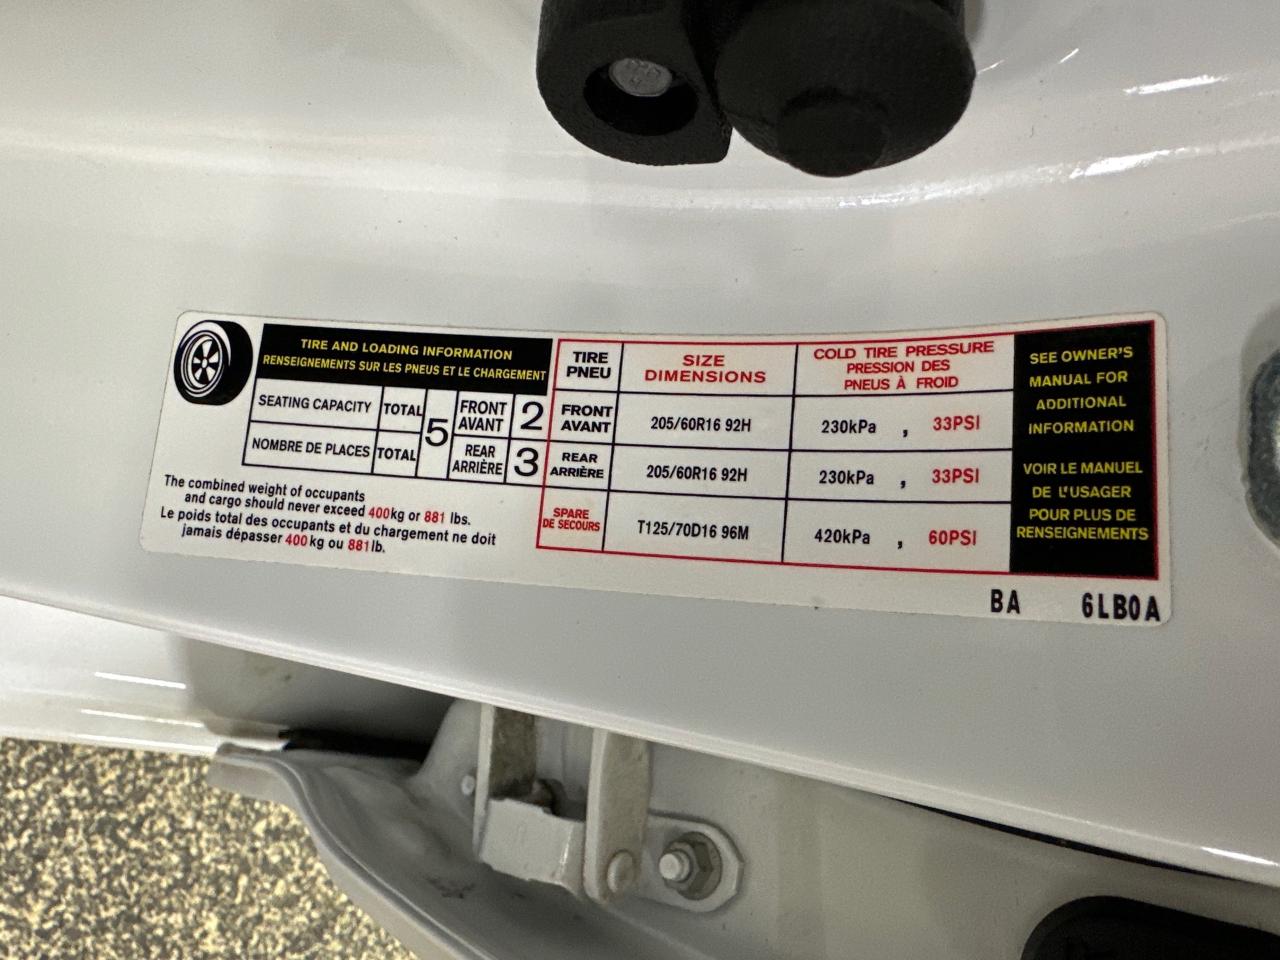 TIRE AND LOADING INFORMATION
RENSEIGNEMENTS SUR LES PNEUS ET LE CHARGEMENT
SEATING CAPACITY
NOMBRE DE PLACES
TOTAL
TOTAL
5
FRONT
AVANT
2
REAR
ARRIÈRE
3
The combined weight of occupants
and cargo should never exceed 400kg or 881 lbs.
Le poids total des occupants et du chargement ne doit
jamais dépasser 400kg ou 881lb.
TIRE
PNEU
SIZE
DIMENSIONS
COLD TIRE PRESSURE
PRESSION DES
PNEUS À FROID
FRONT
AVANT
205/60R16 92H
230kPa , 33PSI
REAR
ARRIÈRE
205/60R16 92H
230kPa , 33PSI
SPARE
DE SECOURS
T125/70D16 96M
420kPa , 60PSI
SEE OWNER'S
MANUAL FOR
ADDITIONAL
INFORMATION
VOIR LE MANUEL
DE L'USAGER
POUR PLUS DE
RENSEIGNEMENTS
BA 6LB0A